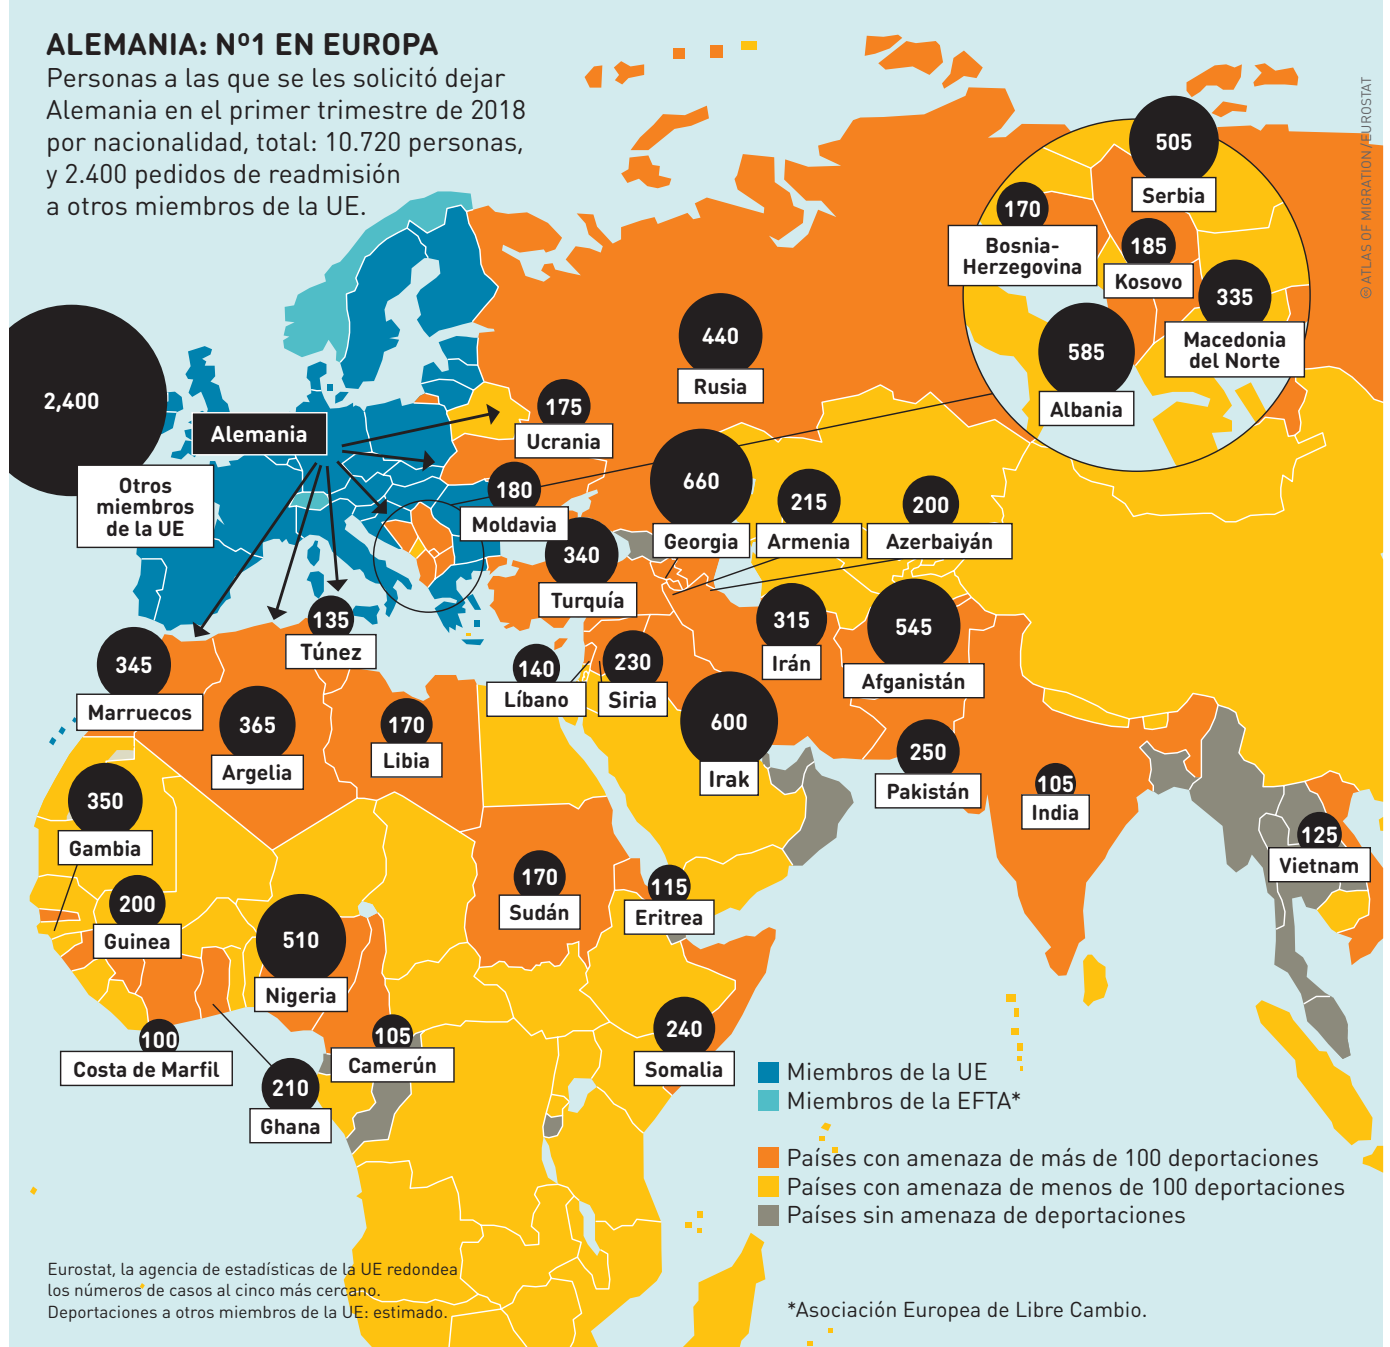 ALEMANIA: Nº1 EN EUROPA
Personas a las que se les solicitó dejar
Alemania en el primer trimestre de 2018
por nacionalidad, total: 10.720 personas,
y 2.400 pedidos de readmisión
a otros miembros de la UE.
© ATLAS OF MIGRATION/EUROSTAT
505
Serbia
170
Bosnia-
Herzegovina
185
Kosovo
335
Macedonia
del Norte
585
Albania
440
Rusia
2,400
Otros
miembros
de la UE
Alemania
175
Ucrania
180
Moldavia
660
Georgia
215
Armenia
200
Azerbaiyán
340
Turquía
135
Túnez
345
Marruecos
140
Líbano
230
Siria
315
Irán
545
Afganistán
365
Argelia
170
Libia
600
Irak
250
Pakistán
105
India
350
Gambia
125
Vietnam
200
Guinea
170
Sudán
115
Eritrea
510
Nigeria
100
Costa de Marfil
105
Camerún
240
Somalia
210
Ghana
Miembros de la UE
Miembros de la EFTA*
Países con amenaza de más de 100 deportaciones
Países con amenaza de menos de 100 deportaciones
Países sin amenaza de deportaciones
Eurostat, la agencia de estadísticas de la UE redondea
los números de casos al cinco más cercano.
Deportaciones a otros miembros de la UE: estimado.
*Asociación Europea de Libre Cambio.